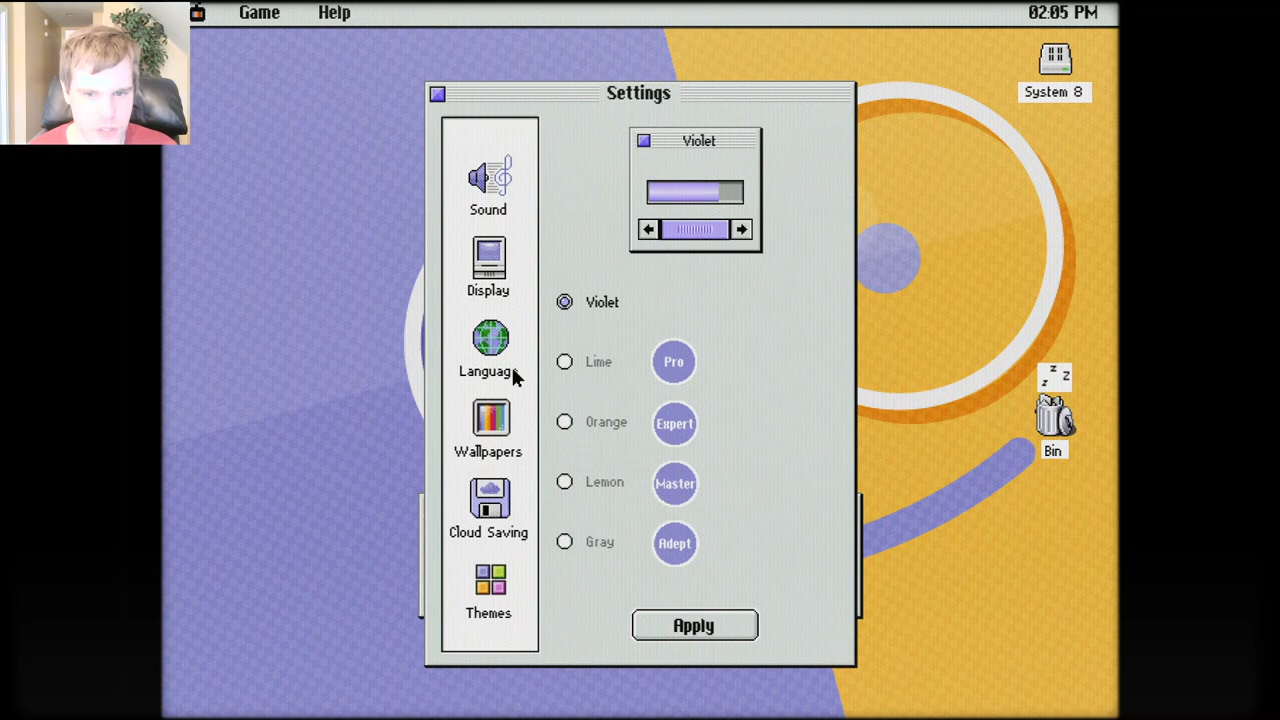 Game Help 02:05 PM
System 8
Settings
Violet
Sound
Display
Language
Wallpapers
Cloud Saving
Themes
Violet
Lime Pro
Orange Expert
Lemon Master
Gray Adept
Apply
z z z
Bin